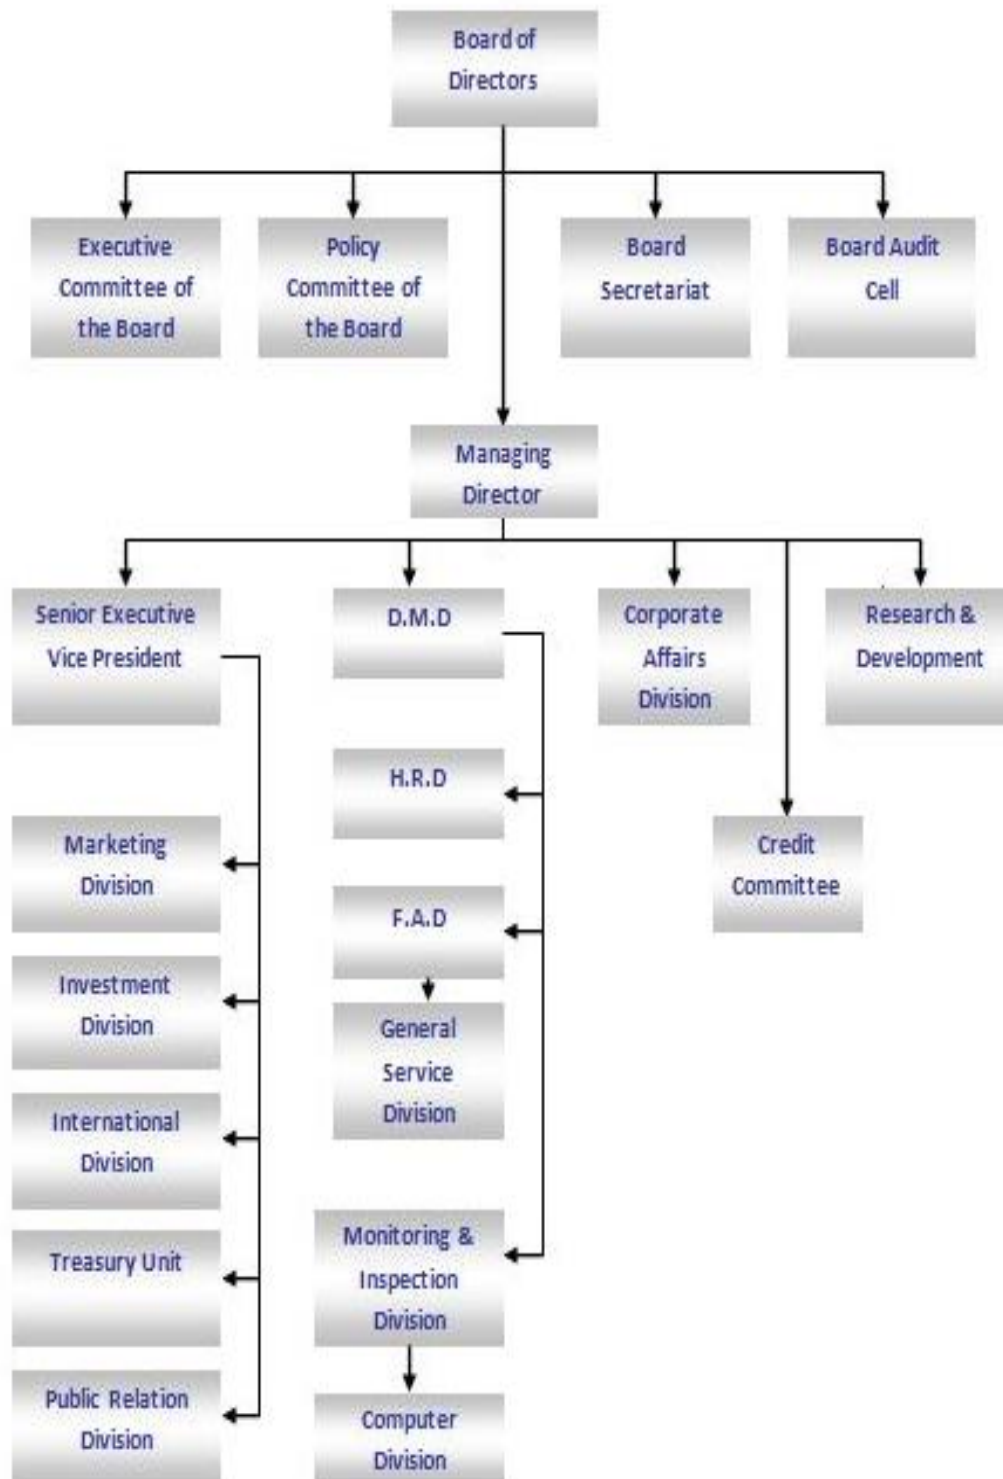 Board of
Directors
Executive
Committee of
the Board
Policy
Committee of
the Board
Board
Secretariat
Board Audit
Cell
Managing
Director
Senior Executive
Vice President
D.M.D
Corporate
Affairs
Division
Research &
Development
H.R.D
Marketing
Division
Credit
Committee
F.A.D
Investment
Division
General
Service
Division
International
Division
Treasury Unit
Monitoring &
Inspection
Division
Public Relation
Division
Computer
Division